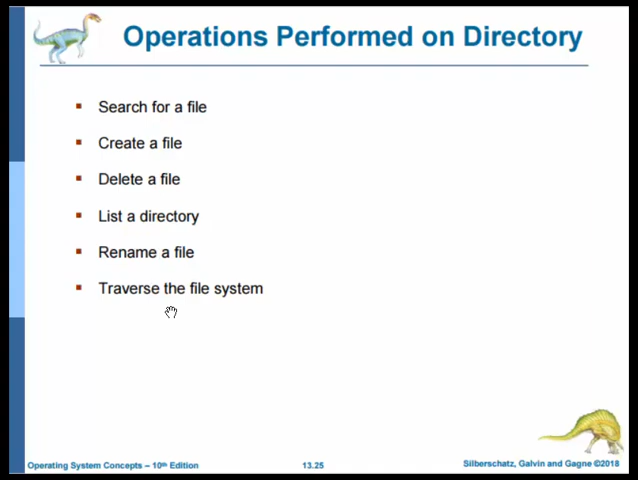 Operations Performed on Directory
Search for a file
Create a file
Delete a file
List a directory
Rename a file
Traverse the file system
Operating System Concepts – 10th Edition
13.25
Silberschatz, Galvin and Gagne ©2018